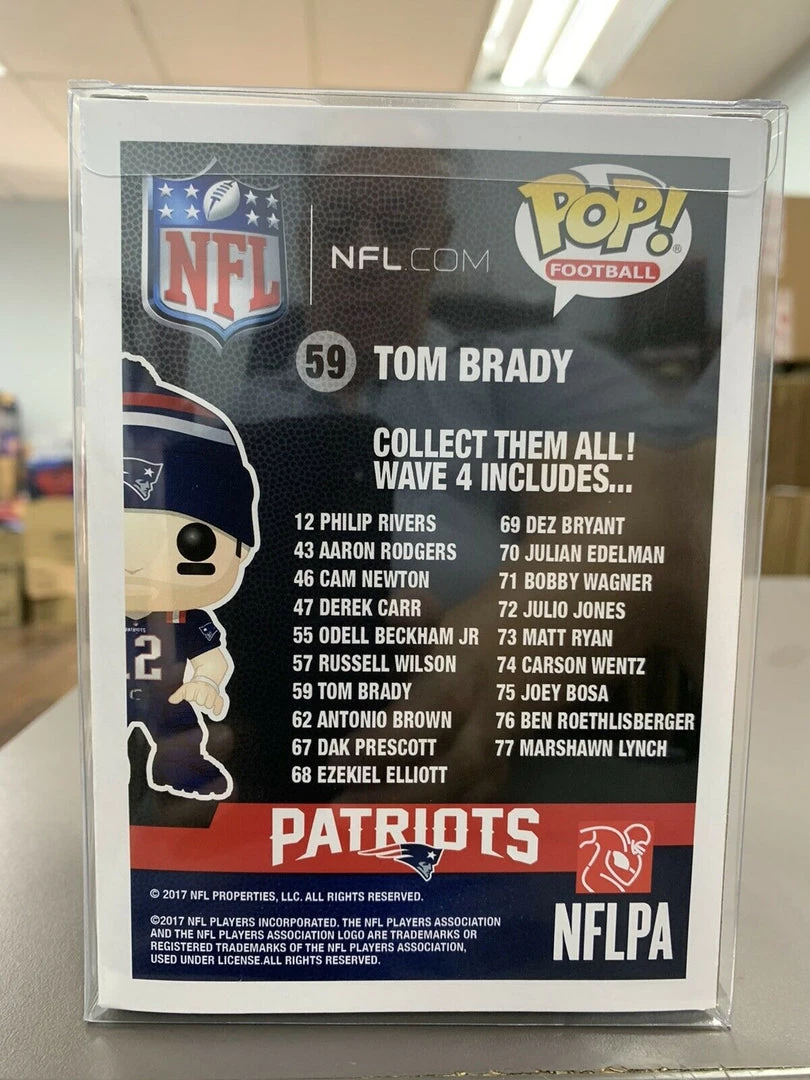 NFL
NFL.COM
POP!®
FOOTBALL
59 TOM BRADY
COLLECT THEM ALL!
WAVE 4 INCLUDES...
12 PHILIP RIVERS
43 AARON RODGERS
46 CAM NEWTON
47 DEREK CARR
55 ODELL BECKHAM JR
57 RUSSELL WILSON
59 TOM BRADY
62 ANTONIO BROWN
67 DAK PRESCOTT
68 EZEKIEL ELLIOTT
69 DEZ BRYANT
70 JULIAN EDELMAN
71 BOBBY WAGNER
72 JULIO JONES
73 MATT RYAN
74 CARSON WENTZ
75 JOEY BOSA
76 BEN ROETHLISBERGER
77 MARSHAWN LYNCH
12
PATRIOTS
© 2017 NFL PROPERTIES, LLC. ALL RIGHTS RESERVED.
©2017 NFL PLAYERS INCORPORATED. THE NFL PLAYERS ASSOCIATION
AND THE NFL PLAYERS ASSOCIATION LOGO ARE TRADEMARKS OR
REGISTERED TRADEMARKS OF THE NFL PLAYERS ASSOCIATION,
USED UNDER LICENSE.ALL RIGHTS RESERVED.
NFLPA